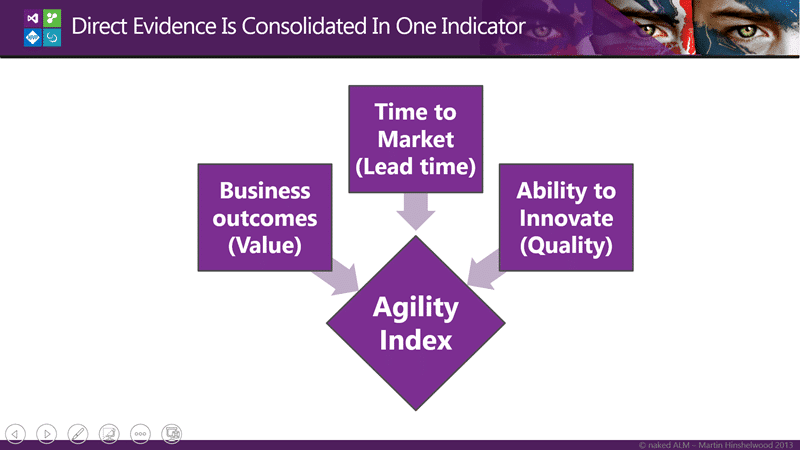 Direct Evidence Is Consolidated In One Indicator
Time to
Market
(Lead time)
Business
outcomes
(Value)
Ability to
Innovate
(Quality)
Agility
Index
© naked ALM – Martin Hinshelwood 2013